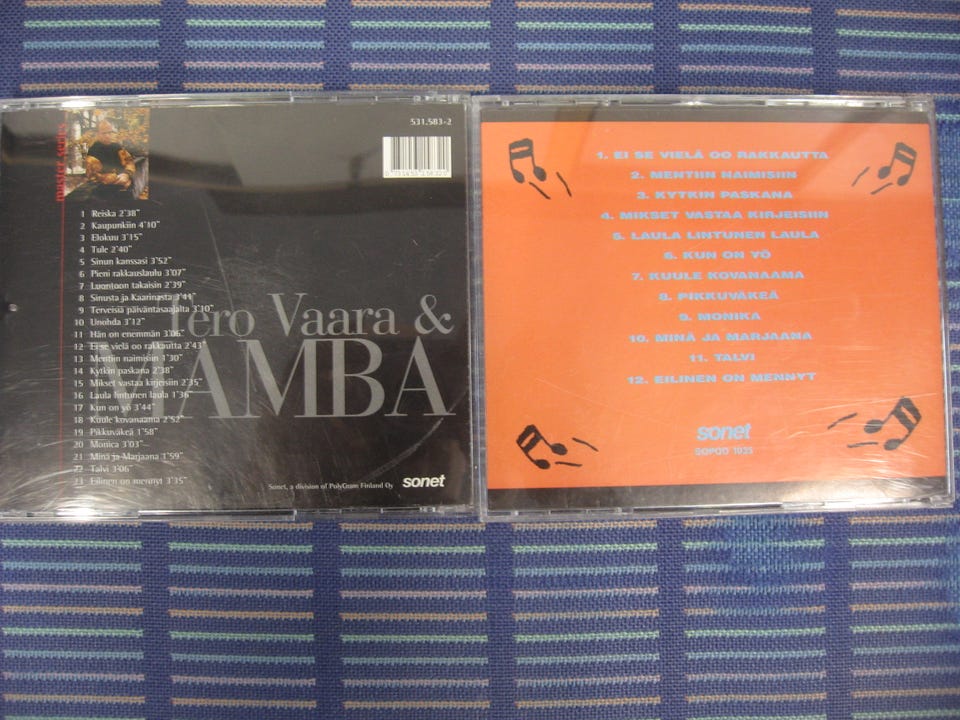 531.583-2
master series
1 Reiska 2'38"
2 Kaupunkiin 4'10"
3 Elokuu 3'15"
4 Tule 2'40"
5 Sinun kanssasi 3'52"
6 Pieni rakkauslaulu 3'07"
7 Luontoon takaisin 2'39"
8 Sinusta ja Kaarinasta 3'41"
9 Terveisiä päiväntasaajalta 3'10"
10 Unohda 3'12"
11 Hän on enemmän 3'06"
12 Ei se vielä oo rakkautta 2'43"
13 Mentiin naimisiin 1'30"
14 Kytkin paskana 2'38"
15 Mikset vastaa kirjeisiin 2'35"
16 Laula lintunen laula 1'36"
17 Kun on yö 3'44"
18 Kuule kovanaama 2'52"
19 Pikkuväkeä 1'58"
20 Monica 3'03"
21 Minä ja Marjaana 1'59"
22 Talvi 3'06"
23 Eilinen on mennyt 3'35"
Tero Vaara &
MAMBA
Sonet, a division of PolyGram Finland Oy sonet
1. EI SE VIELÄ OO RAKKAUTTA
2. MENTIIN NAIMISIIN
3. KYTKIN PASKANA
4. MIKSET VASTAA KIRJEISIIN
5. LAULA LINTUNEN LAULA
6. KUN ON YÖ
7. KUULE KOVANAAMA
8. PIKKUVÄKEÄ
9. MONIKA
10. MINÄ JA MARJAANA
11. TALVI
12. EILINEN ON MENNYT
sonet
SOPCD 1035